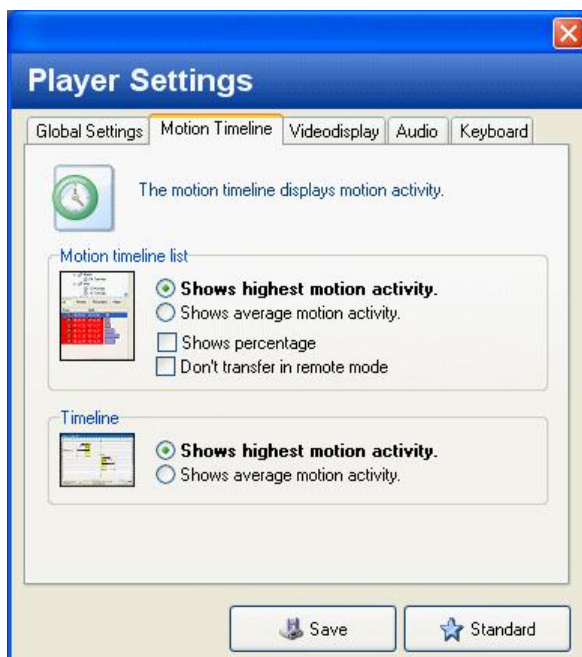 Player Settings
Global Settings Motion Timeline Videodisplay Audio Keyboard
The motion timeline displays motion activity.
Motion timeline list
Shows highest motion activity.
Shows average motion activity.
Shows percentage
Don't transfer in remote mode
Timeline
Shows highest motion activity.
Shows average motion activity.
Save Standard